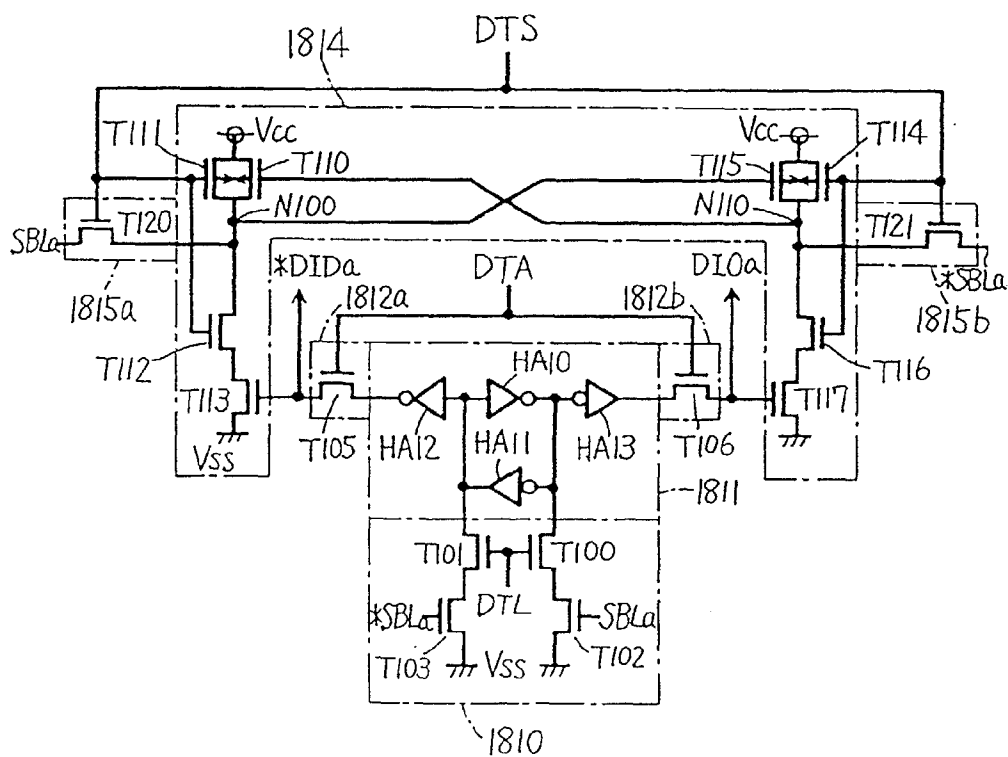 DTS
1814
Vcc
Vcc
T111
T110
T115
T114
N100
N110
T120
T121
SBLa
*SBLa
*DIDa
DTA
DIOa
1815a
1812a
1812b
1815b
T112
T116
HA10
T113
T117
T105
HA12
HA11
HA13
T106
Vss
1811
T101
T100
DTL
*SBLa
SBLa
T103
Vss
T102
1810